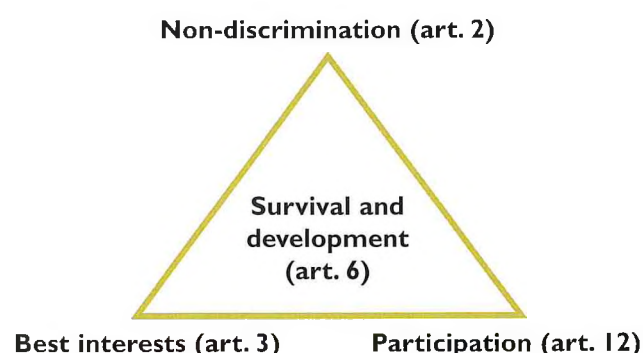 Non-discrimination (art. 2)
Survival and
development
(art. 6)
Best interests (art. 3)
Participation (art. 12)